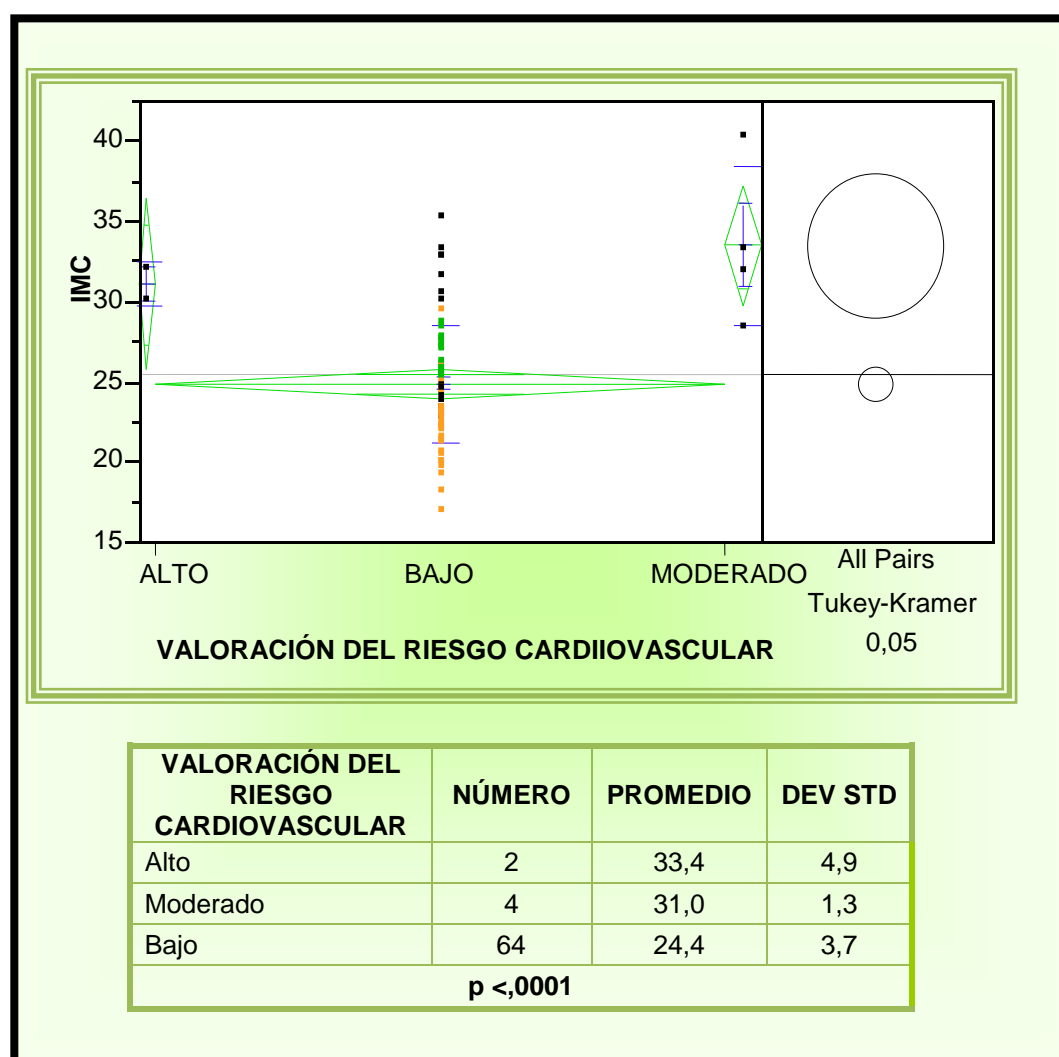 40
35
30
25
20
15
IMC
ALTO BAJO MODERADO
VALORACIÓN DEL RIESGO CARDIIOVASCULAR
All Pairs
Tukey-Kramer
0,05
VALORACIÓN DEL
RIESGO
CARDIOVASCULAR
NÚMERO PROMEDIO DEV STD
Alto 2 33,4 4,9
Moderado 4 31,0 1,3
Bajo 64 24,4 3,7
p <,0001